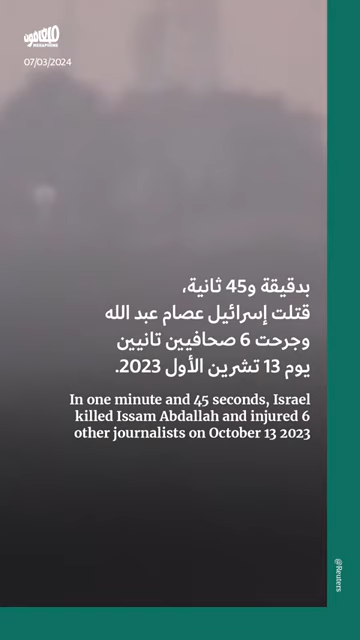 ميغافون
MEGAPHONE
07/03/2024
بدقيقة و45 ثانية،
قتلت إسرائيل عصام عبد الله
وجرحت 6 صحافيين تانيين
يوم 13 تشرين الأول 2023.
In one minute and 45 seconds, Israel
killed Issam Abdallah and injured 6
other journalists on October 13 2023
@Reuters